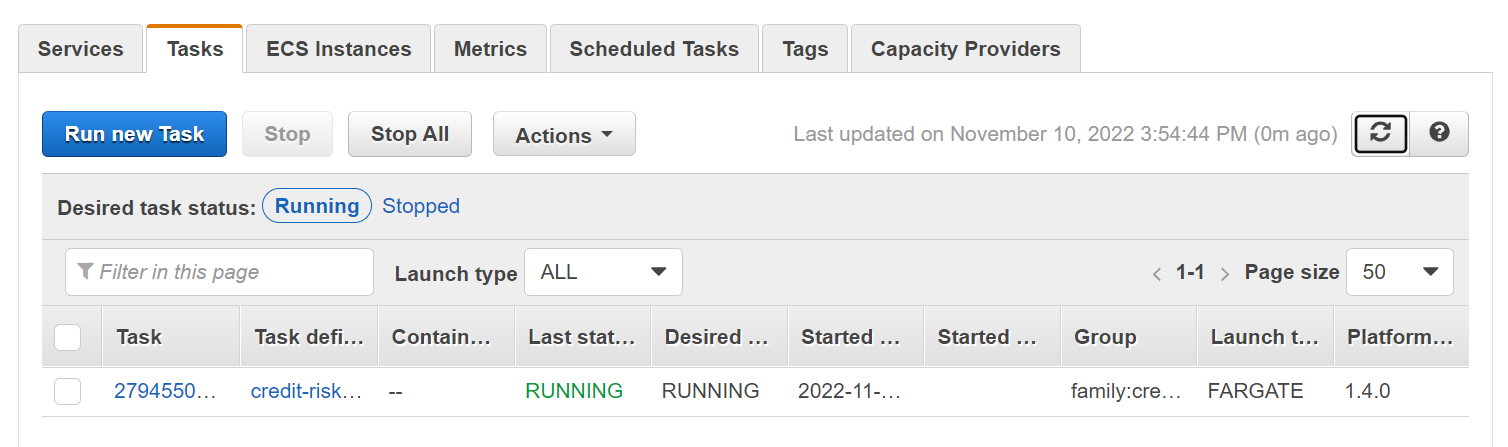 Services Tasks ECS Instances Metrics Scheduled Tasks Tags Capacity Providers
Run new Task Stop Stop All Actions Last updated on November 10, 2022 3:54:44 PM (0m ago)
Desired task status: Running Stopped
Filter in this page Launch type ALL 1-1 Page size 50
Task Task defi... Contain... Last stat... Desired ... Started ... Started ... Group Launch t... Platform...
2794550... credit-risk... -- RUNNING RUNNING 2022-11-... family:cre... FARGATE 1.4.0